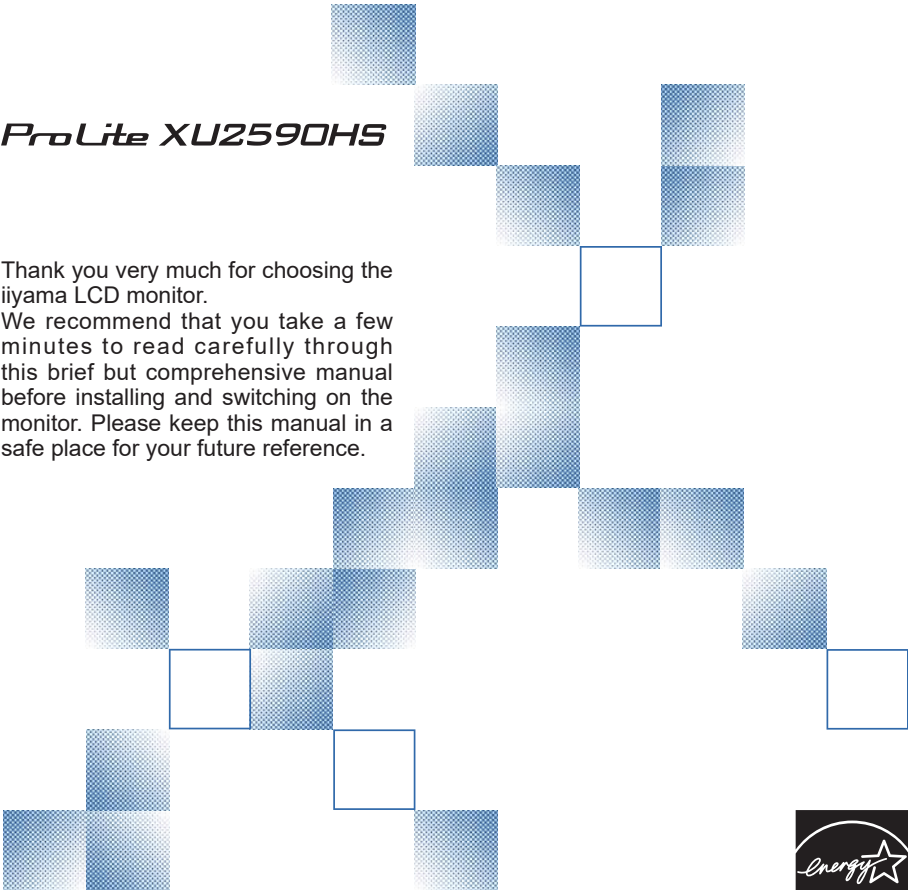 ProLite XU2590HS
Thank you very much for choosing the
iiyama LCD monitor.
We recommend that you take a few
minutes to read carefully through
this brief but comprehensive manual
before installing and switching on the
monitor. Please keep this manual in a
safe place for your future reference.
energy